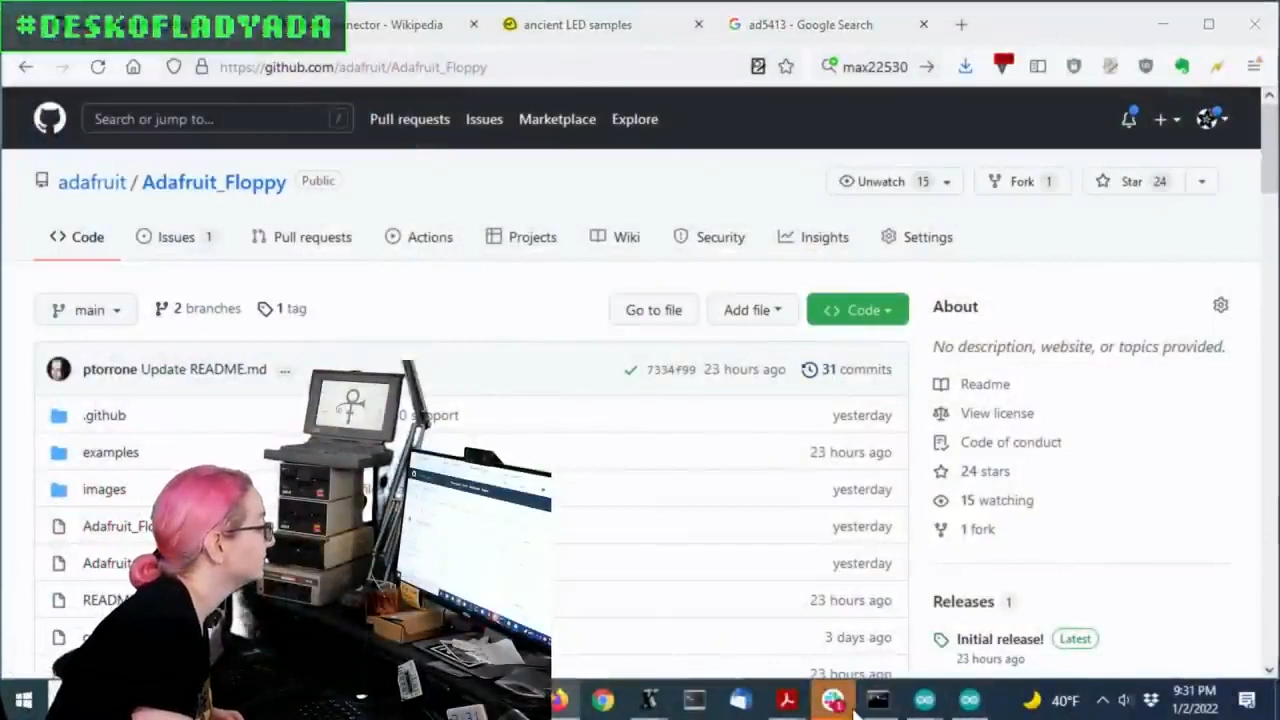 #DESKOFLADYADA
nnector - Wikipedia
ancient LED samples
ad5413 - Google Search
https://github.com/adafruit/Adafruit_Floppy
max22530
Search or jump to...
/
Pull requests
Issues
Marketplace
Explore
adafruit / Adafruit_Floppy
Public
Unwatch 15
Fork 1
Star 24
Code
Issues 1
Pull requests
Actions
Projects
Wiki
Security
Insights
Settings
main
2 branches
1 tag
Go to file
Add file
Code
About
No description, website, or topics provided.
ptorrone Update README.md
...
7334f99 23 hours ago
31 commits
Readme
.github
yesterday
View license
examples
23 hours ago
Code of conduct
images
yesterday
24 stars
15 watching
Adafruit_Flo
yesterday
1 fork
Adafruit
yesterday
READ
23 hours ago
Releases 1
3 days ago
Initial release!
Latest
23 hours ago
23 hours ago
40°F
9:31 PM
1/2/2022